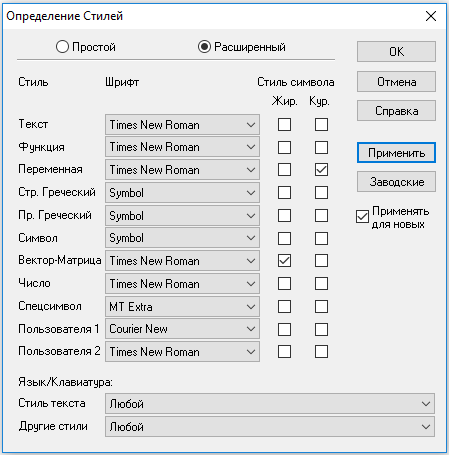 Определение Стилей
Простой Расширенный
OK
Отмена
Справка
Применить
Заводские
Применять
для новых
Стиль Шрифт Стиль символа
Жир. Кур.
Текст Times New Roman
Функция Times New Roman
Переменная Times New Roman
Стр. Греческий Symbol
Пр. Греческий Symbol
Символ Symbol
Вектор-Матрица Times New Roman
Число Times New Roman
Спецсимвол MT Extra
Пользователя 1 Courier New
Пользователя 2 Times New Roman
Язык/Клавиатура:
Стиль текста Любой
Другие стили Любой